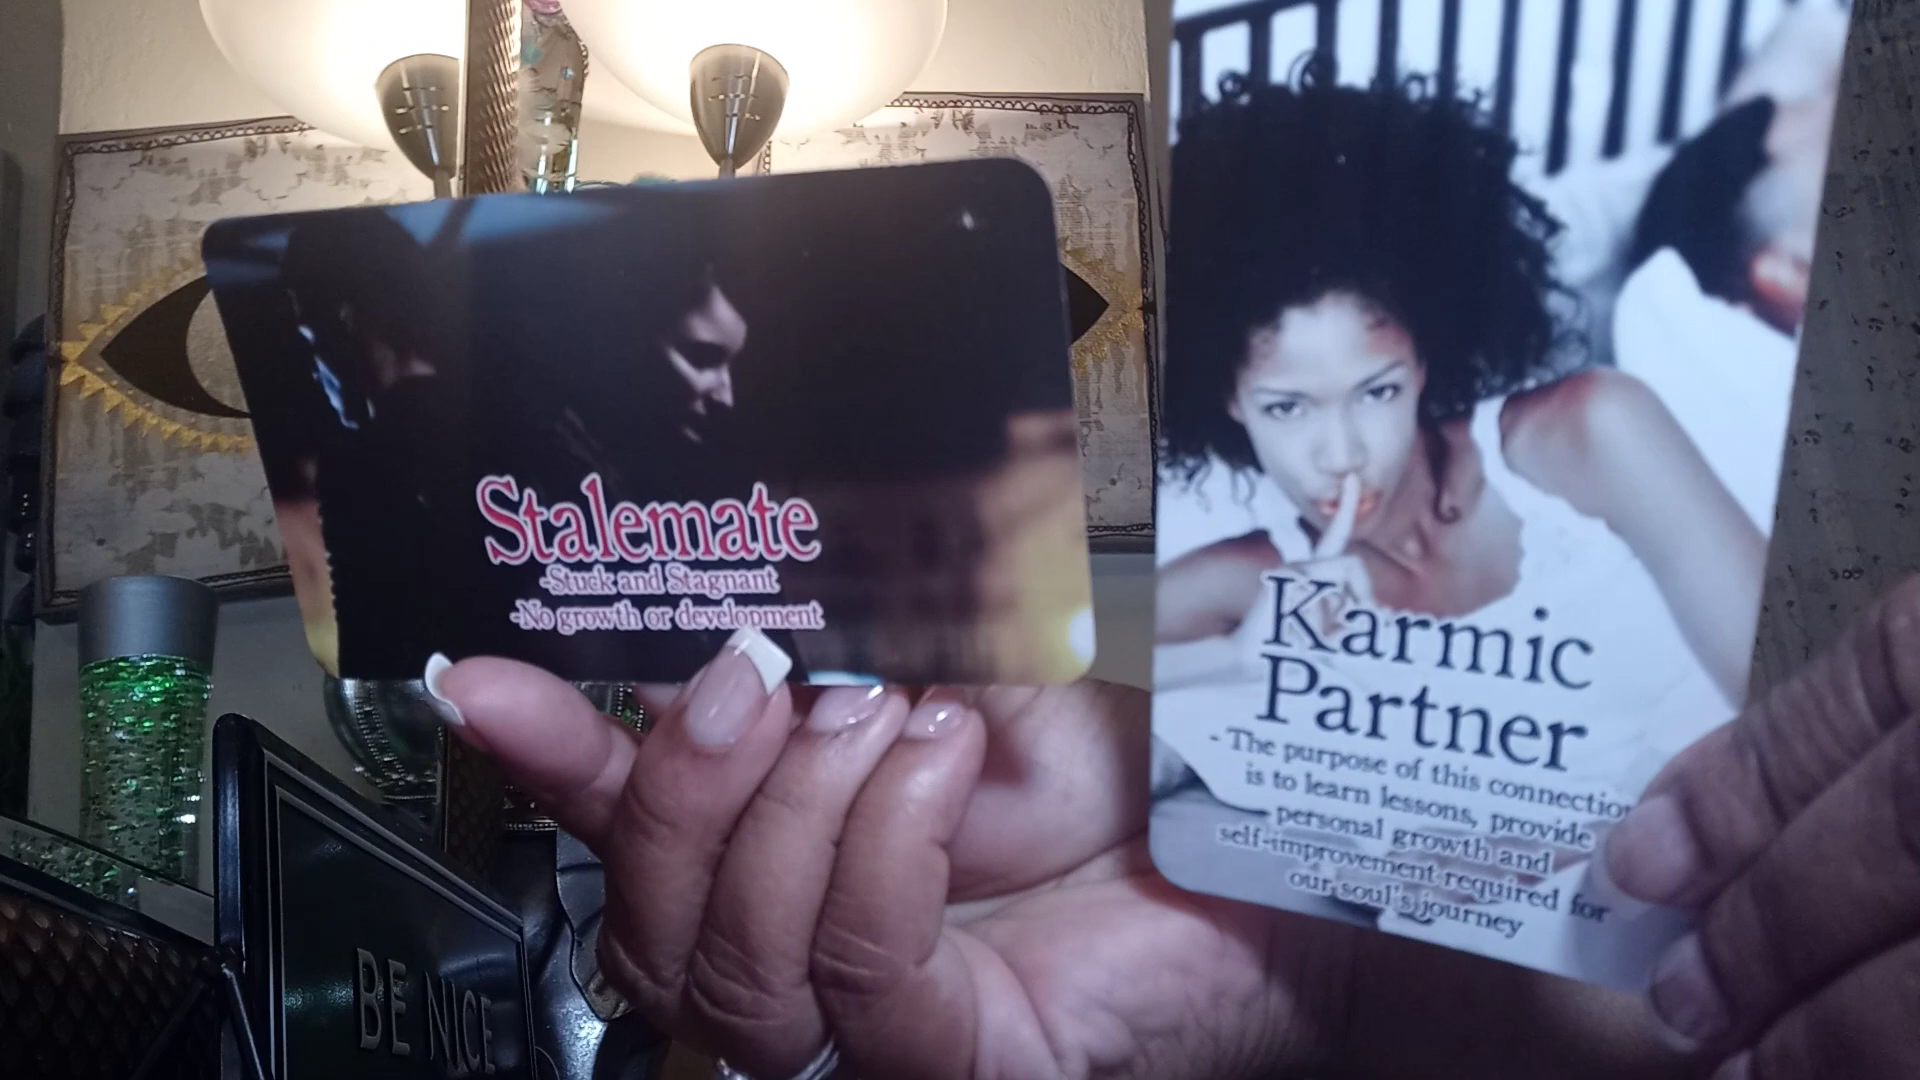 Stalemate
-Stuck and Stagnant
-No growth or development
Karmic
Partner
- The purpose of this connection
is to learn lessons, provide
personal growth and
self-improvement required for
our soul's journey
BE NICE